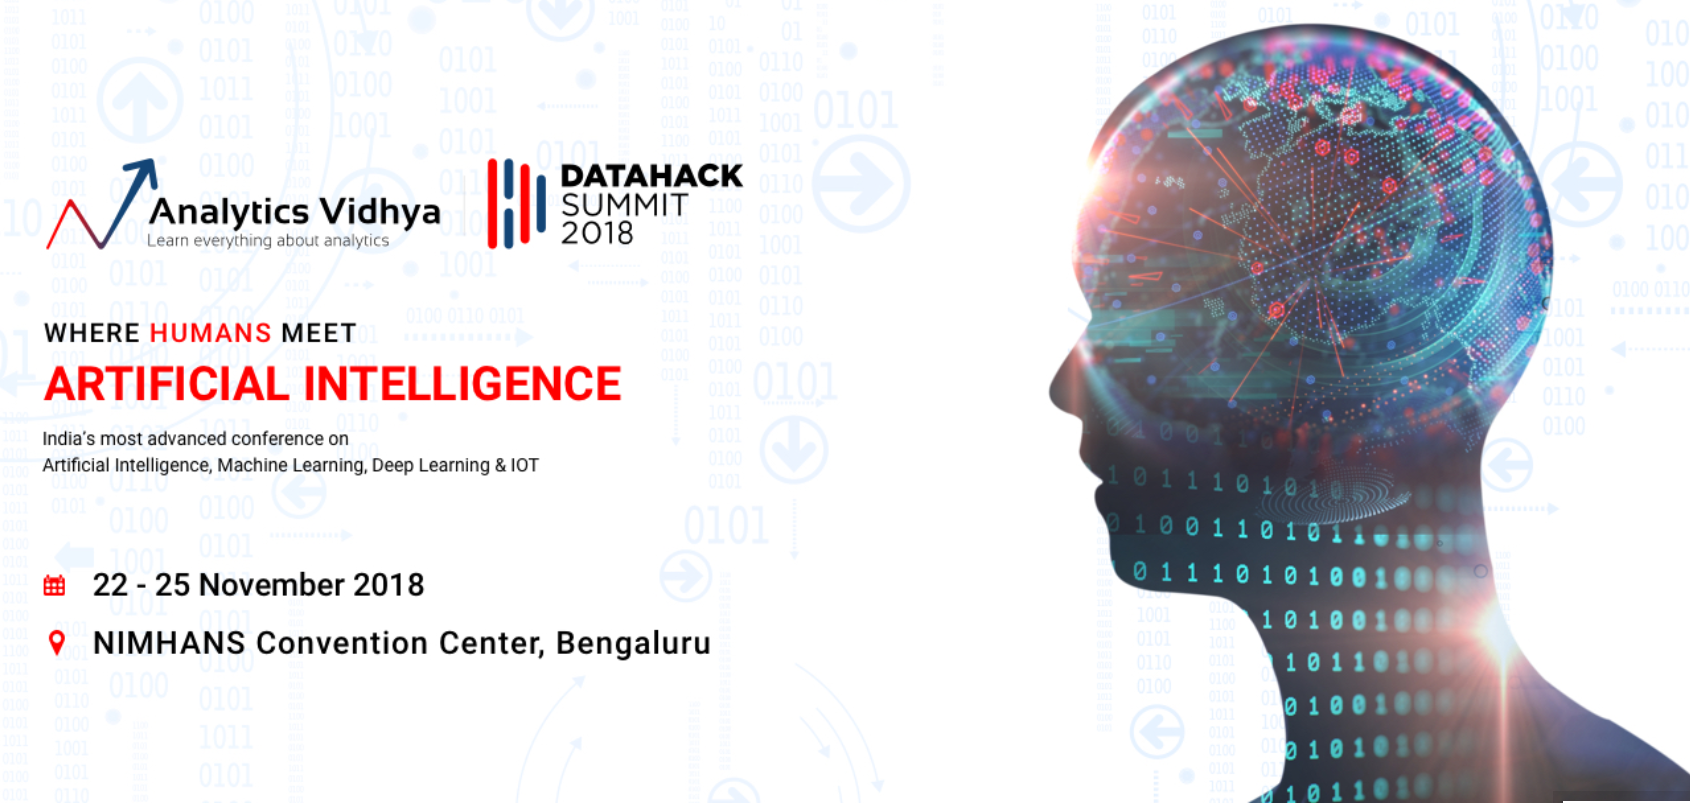 Analytics Vidhya
Learn everything about analytics
DATAHACK
SUMMIT
2018
WHERE HUMANS MEET
ARTIFICIAL INTELLIGENCE
India's most advanced conference on
Artificial Intelligence, Machine Learning, Deep Learning & IOT
22 - 25 November 2018
NIMHANS Convention Center, Bengaluru